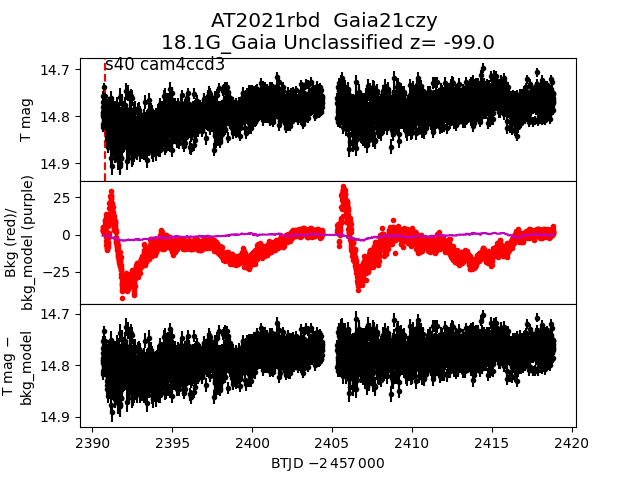 AT2021rbd  Gaia21czy
18.1G_Gaia Unclassified z= -99.0
s40 cam4ccd3
14.7
14.8
14.9
T mag
25
0
−25
Bkg (red)/
bkg_model (purple)
14.7
14.8
14.9
T mag −
bkg_model
2390 2395 2400 2405 2410 2415 2420
BTJD −2 457 000